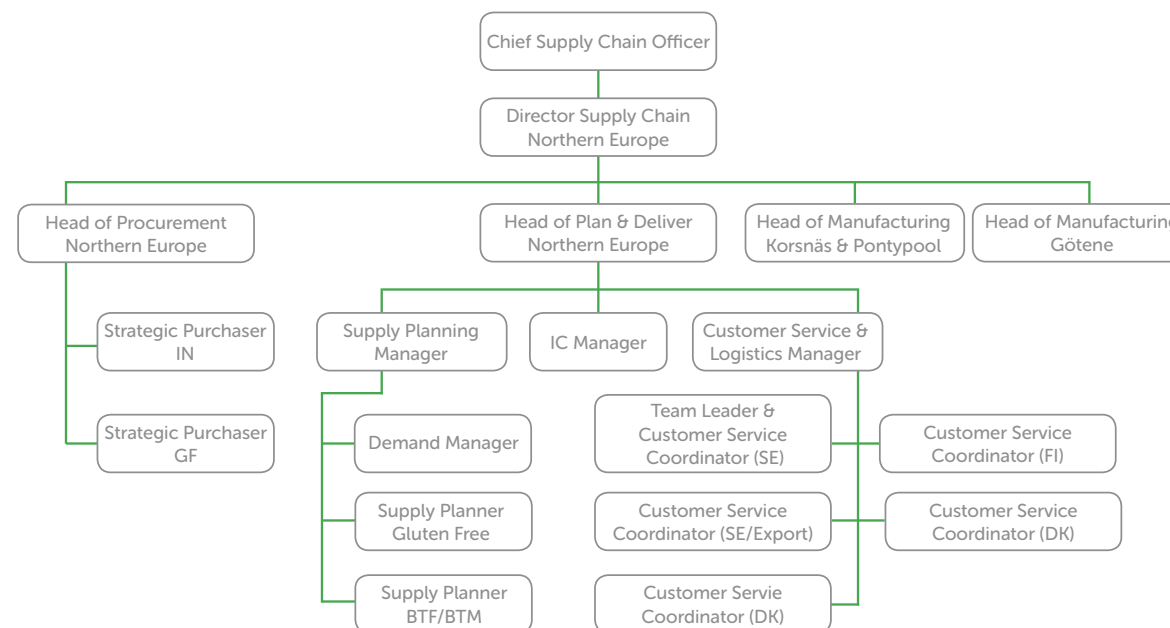 Chief Supply Chain Officer
Director Supply Chain
Northern Europe
Head of Procurement
Northern Europe
Head of Plan & Deliver
Northern Europe
Head of Manufacturing
Korsnäs & Pontypool
Head of Manufacturing
Götene
Strategic Purchaser
IN
Supply Planning
Manager
IC Manager
Customer Service &
Logistics Manager
Strategic Purchaser
GF
Demand Manager
Team Leader &
Customer Service
Coordinator (SE)
Customer Service
Coordinator (FI)
Supply Planner
Gluten Free
Customer Service
Coordinator (SE/Export)
Customer Service
Coordinator (DK)
Supply Planner
BTF/BTM
Customer Servie
Coordinator (DK)